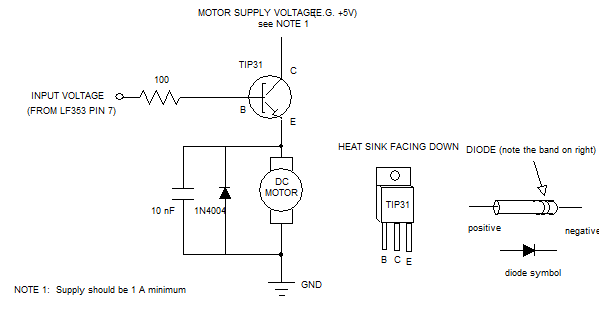 MOTOR SUPPLY VOLTAGE(E.G. +5V)
see NOTE 1
TIP31
C
100
INPUT VOLTAGE
(FROM LF353 PIN 7)
B
E
HEAT SINK FACING DOWN
DIODE (note the band on right)
DC
MOTOR
10 nF
1N4004
TIP31
positive
negative
B C E
diode symbol
GND
NOTE 1: Supply should be 1 A minimum